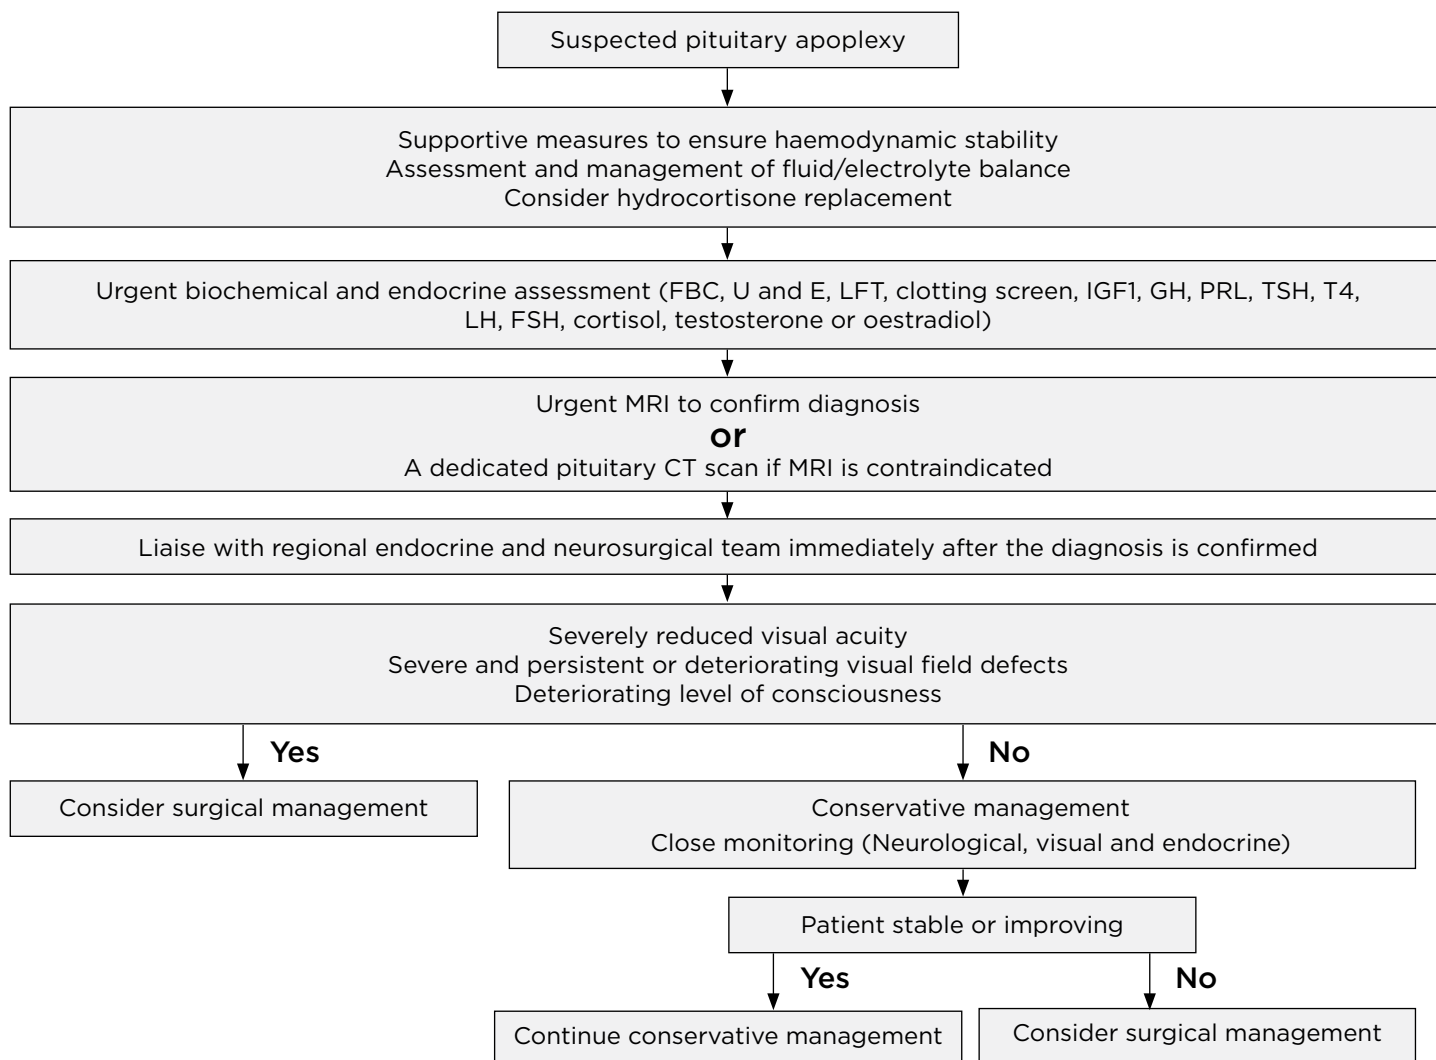 Suspected pituitary apoplexy
Supportive measures to ensure haemodynamic stability
Assessment and management of fluid/electrolyte balance
Consider hydrocortisone replacement
Urgent biochemical and endocrine assessment (FBC, U and E, LFT, clotting screen, IGF1, GH, PRL, TSH, T4,
LH, FSH, cortisol, testosterone or oestradiol)
Urgent MRI to confirm diagnosis
or
A dedicated pituitary CT scan if MRI is contraindicated
Liaise with regional endocrine and neurosurgical team immediately after the diagnosis is confirmed
Severely reduced visual acuity
Severe and persistent or deteriorating visual field defects
Deteriorating level of consciousness
Yes
No
Consider surgical management
Conservative management
Close monitoring (Neurological, visual and endocrine)
Patient stable or improving
Yes
No
Continue conservative management
Consider surgical management